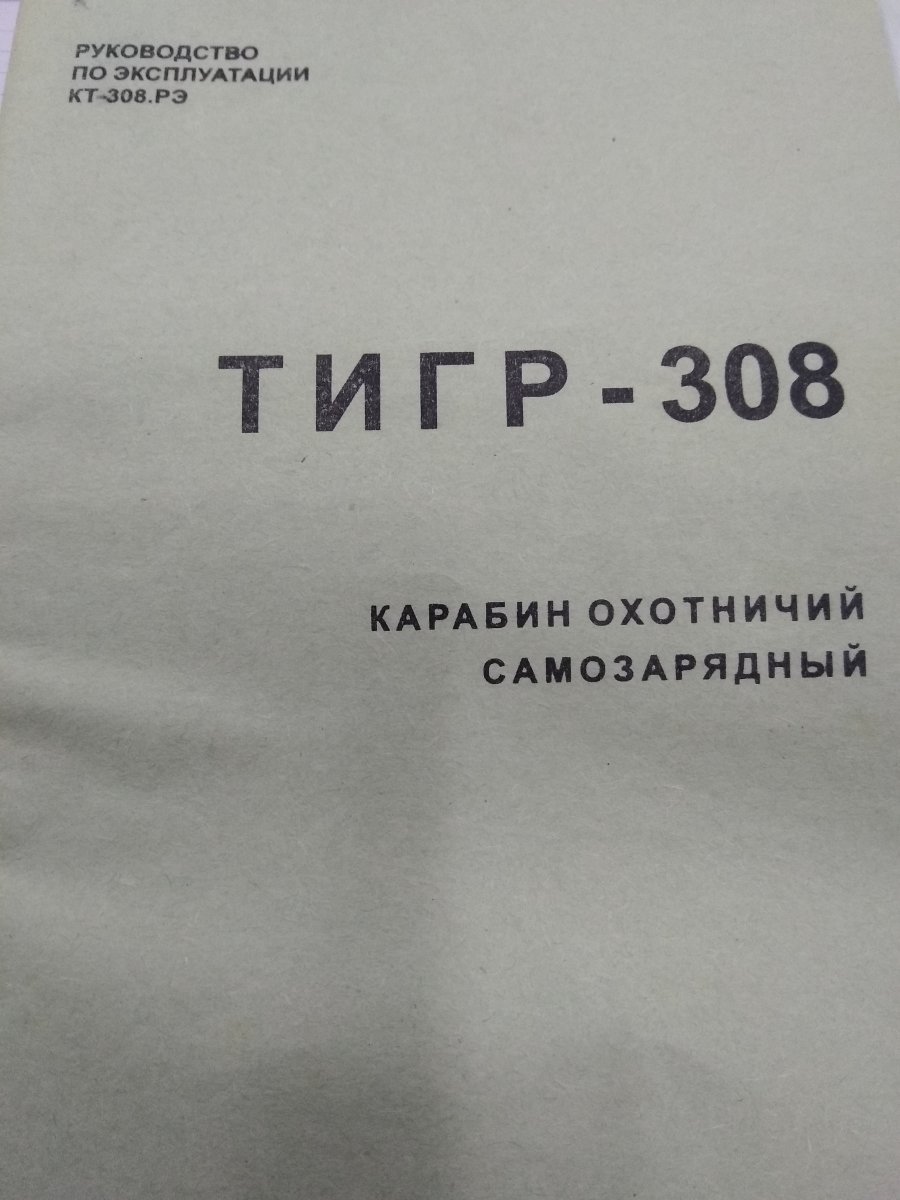 РУКОВОДСТВО
ПО ЭКСПЛУАТАЦИИ
КТ-308.РЭ
ТИГР-308
КАРАБИН ОХОТНИЧИЙ
САМОЗАРЯДНЫЙ